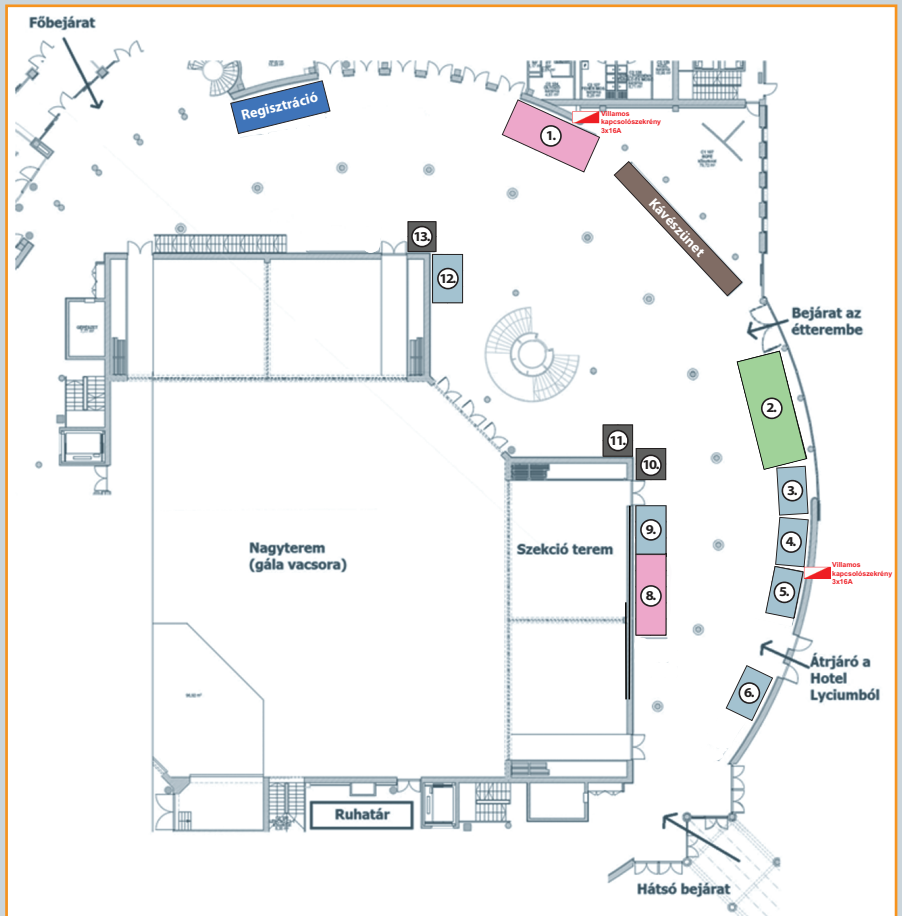 Főbejárat
Regisztráció
1.
Villamos
kapcsolószekrény
3x16A
Kávészünet
13.
12.
Bejárat az
étterembe
2.
11.
10.
3.
9.
4.
Nagyterem
(gála vacsora)
Szekció terem
Villamos
kapcsolószekrény
3x16A
5.
8.
Átrjáró a
Hotel
Lyciumból
6.
Ruhatár
Hátsó bejárat